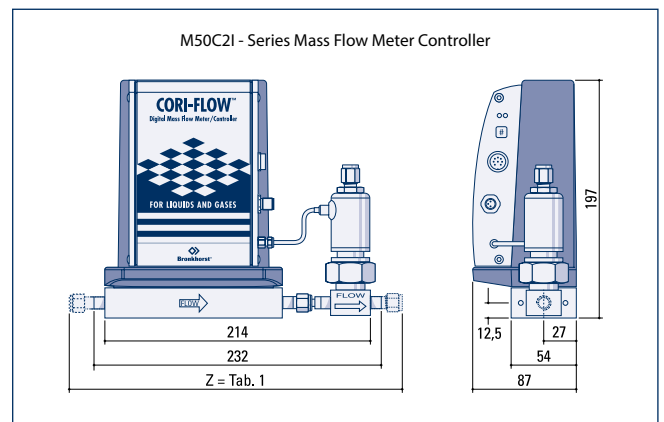 M50C2I - Series Mass Flow Meter Controller
CORI-FLOW™
Digital Mass Flow Meter/Controller
FOR LIQUIDS AND GASES
Bronkhorst®
FLOW
FLOW
214
232
Z = Tab. 1
#
197
12,5
27
54
87